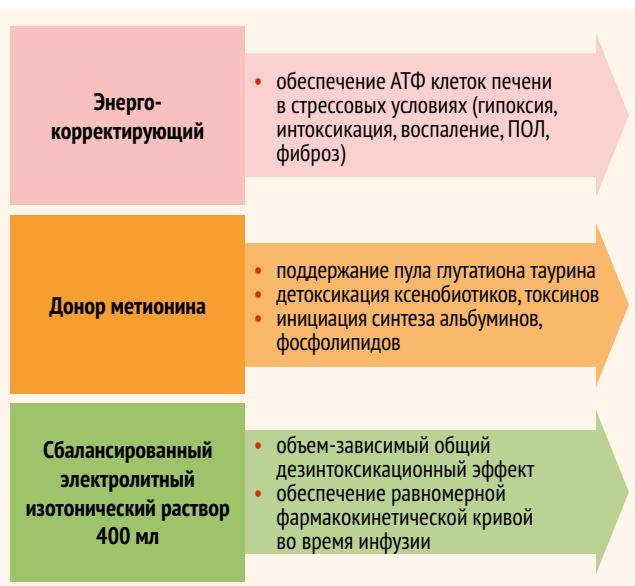 Энерго-
корректирующий
• обеспечение АТФ клеток печени
в стрессовых условиях (гипоксия,
интоксикация, воспаление, ПОЛ,
фиброз)
Донор метионина
• поддержание пула глутатиона таурина
• детоксикация ксенобиотиков, токсинов
• инициация синтеза альбуминов,
фосфолипидов
Сбалансированный
электролитный
изотонический раствор
400 мл
• объем-зависимый общий
дезинтоксикационный эффект
• обеспечение равномерной
фармакокинетической кривой
во время инфузии